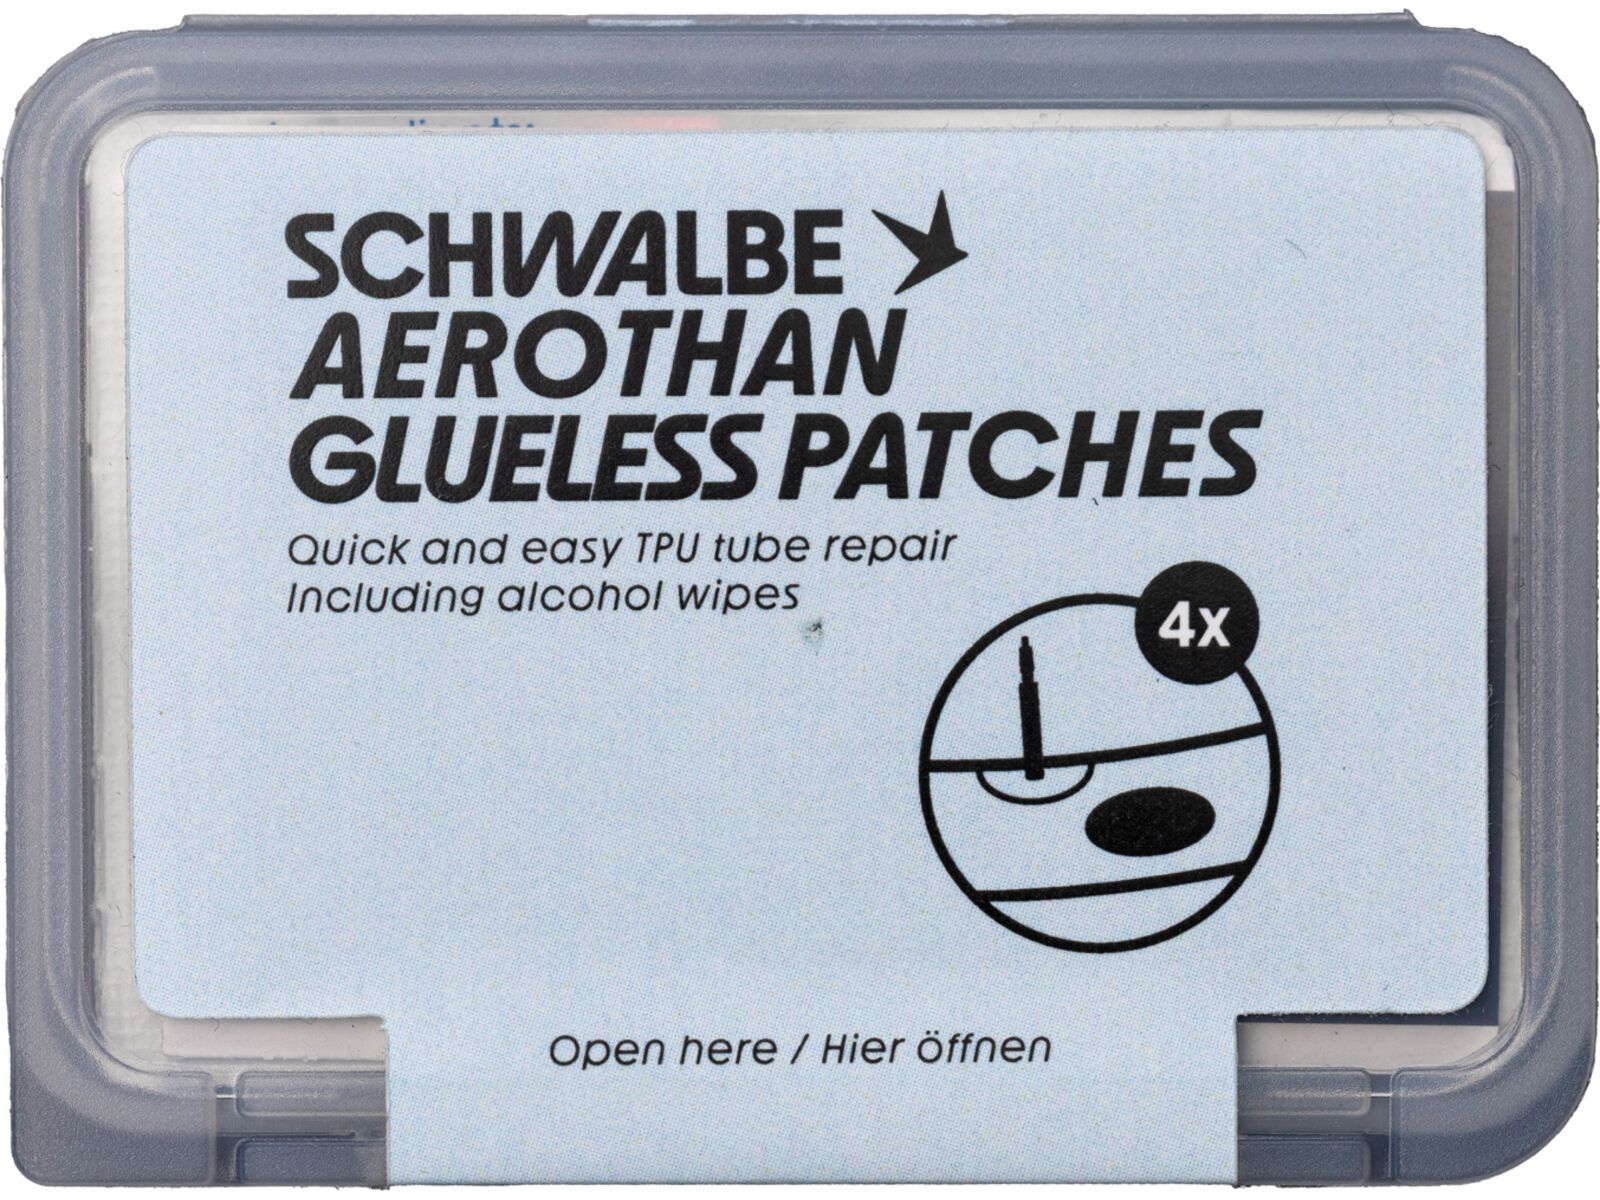 SCHWALBE
AEROTHAN
GLUELESS PATCHES
Quick and easy TPU tube repair
Including alcohol wipes
4x
Open here / Hier öffnen